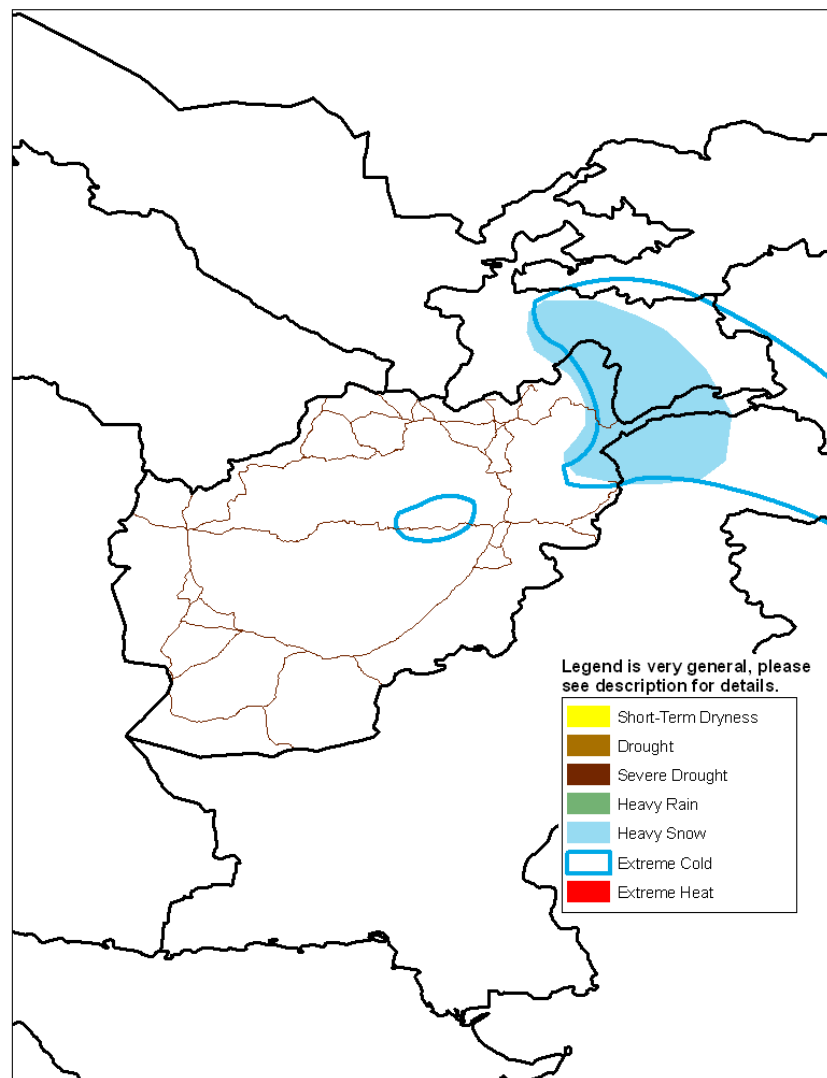 Legend is very general, please
see description for details.
Short-Term Dryness
Drought
Severe Drought
Heavy Rain
Heavy Snow
Extreme Cold
Extreme Heat